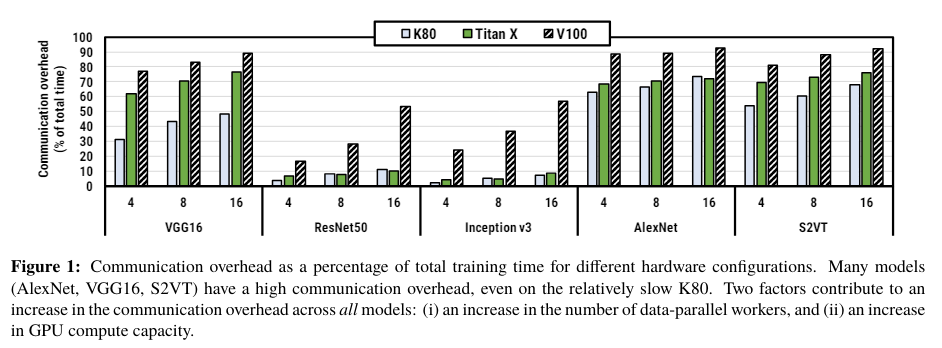 K80 Titan X V100
Communication overhead
(% of total time)
100
90
80
70
60
50
40
30
20
10
0
4 8 16 4 8 16 4 8 16 4 8 16 4 8 16
VGG16 ResNet50 Inception v3 AlexNet S2VT
Figure 1: Communication overhead as a percentage of total training time for different hardware configurations. Many models
(AlexNet, VGG16, S2VT) have a high communication overhead, even on the relatively slow K80. Two factors contribute to an
increase in the communication overhead across all models: (i) an increase in the number of data-parallel workers, and (ii) an increase
in GPU compute capacity.